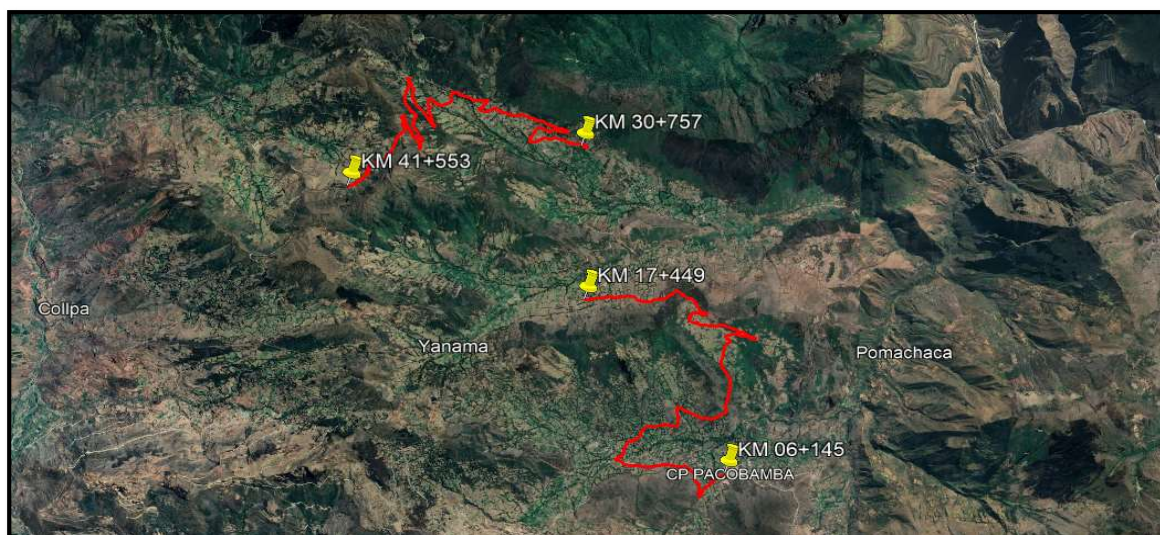 KM 30+757
KM 41+553
KM 17+449
Collpa
Yanama
Pomachaca
KM 06+145
CP PACOBAMBA